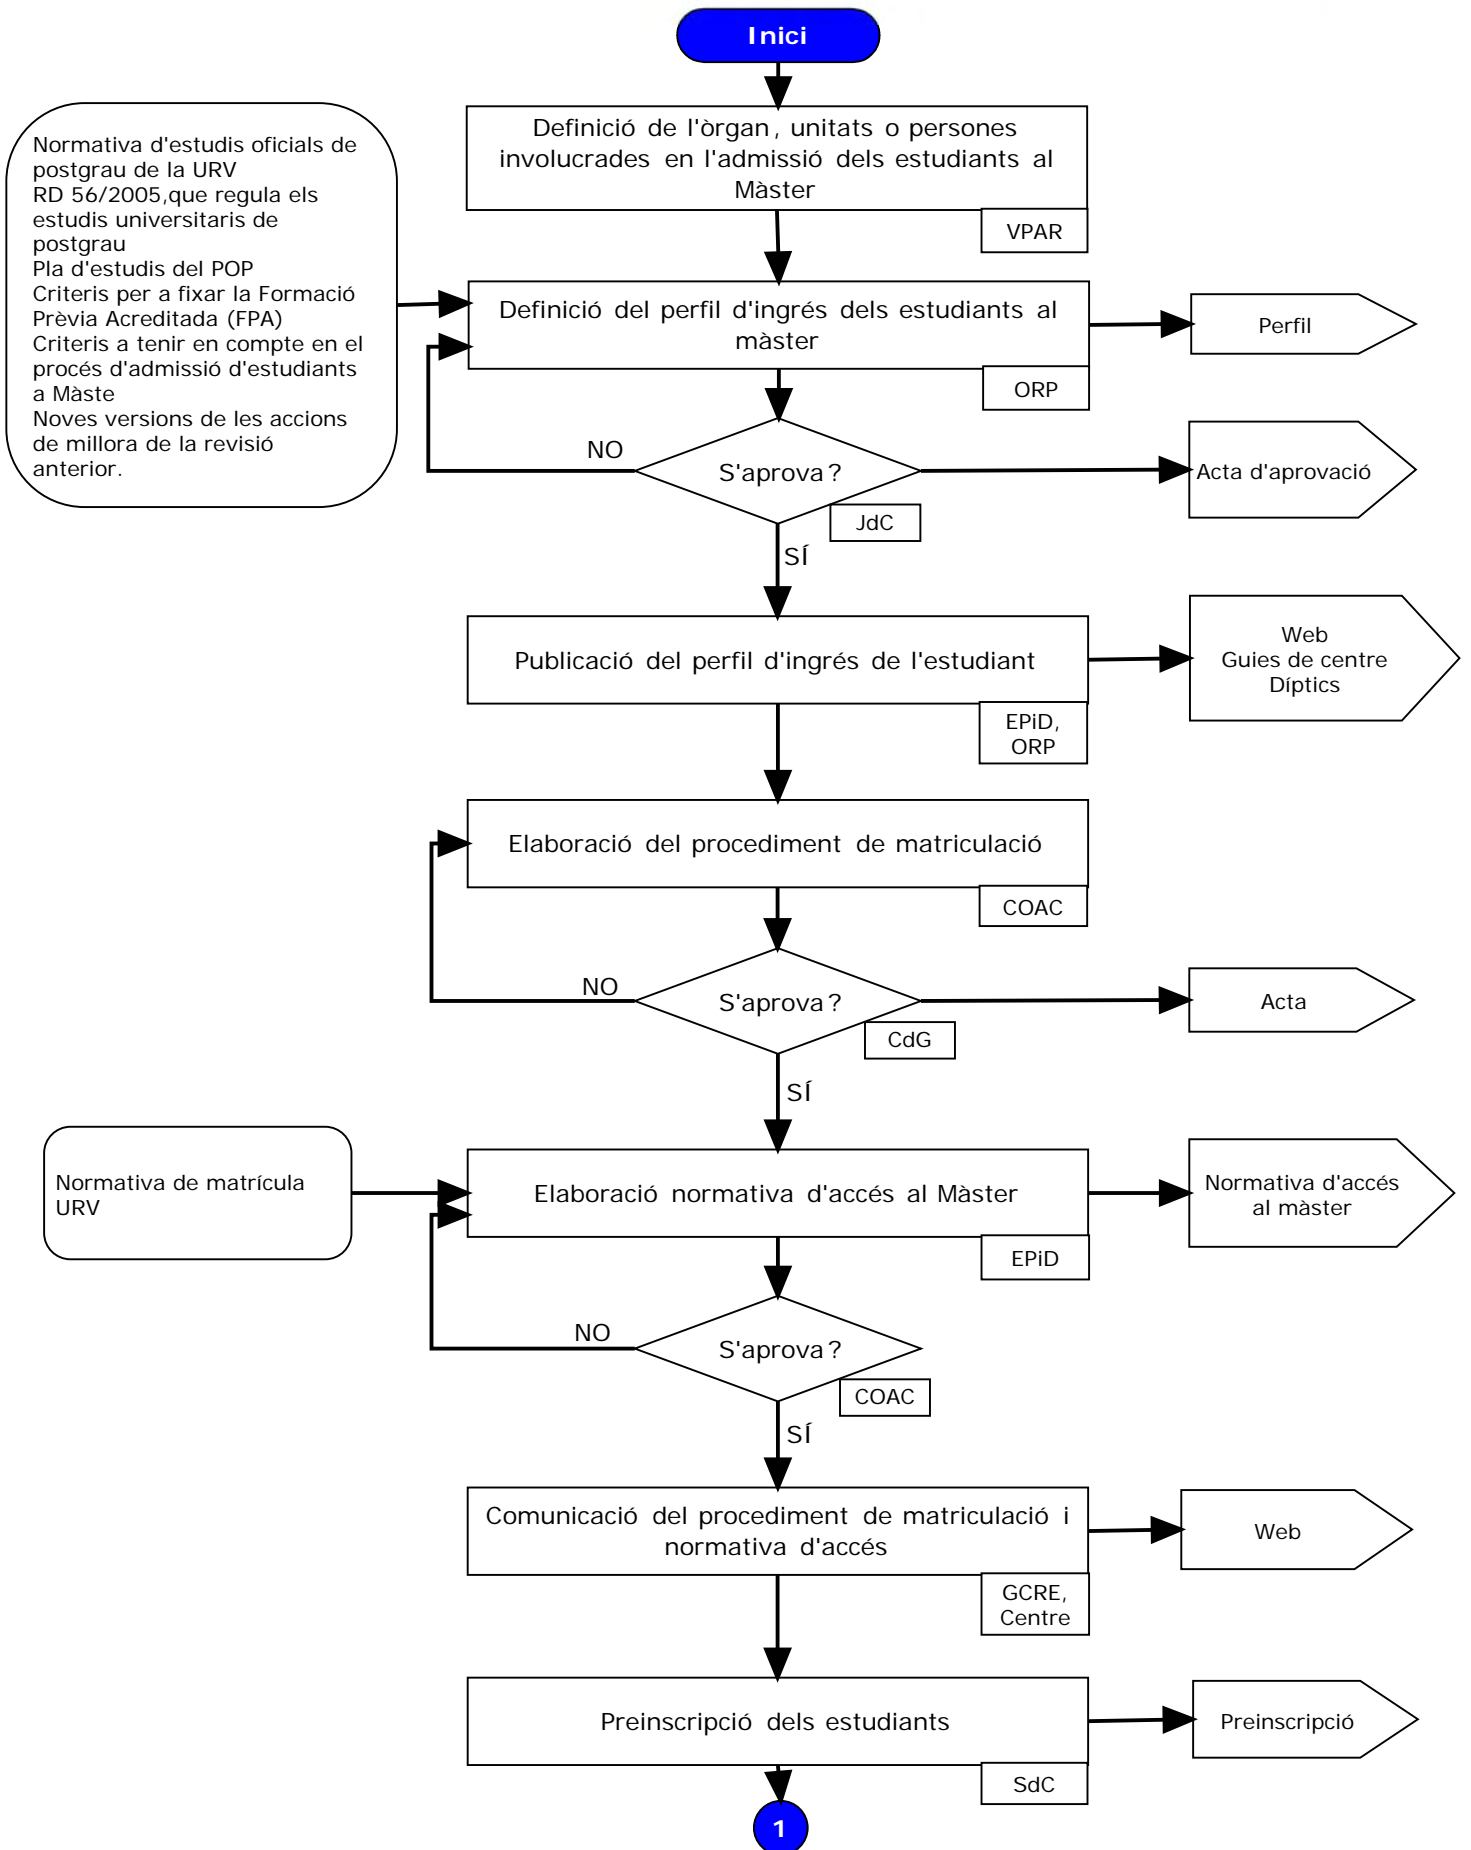 Inici
Definició de l'òrgan, unitats o persones
involucrades en l'admissió dels estudiants al
Màster
VPAR
Normativa d'estudis oficials de
postgrau de la URV
RD 56/2005,que regula els
estudis universitaris de
postgrau
Pla d'estudis del POP
Criteris per a fixar la Formació
Prèvia Acreditada (FPA)
Criteris a tenir en compte en el
procés d'admissió d'estudiants
a Màste
Noves versions de les accions
de millora de la revisió
anterior.
Definició del perfil d'ingrés dels estudiants al
màster
ORP
Perfil
NO
S'aprova?
JdC
Acta d'aprovació
SÍ
Publicació del perfil d'ingrés de l'estudiant
EPiD,
ORP
Web
Guies de centre
Díptics
Elaboració del procediment de matriculació
COAC
NO
S'aprova?
CdG
Acta
SÍ
Normativa de matrícula
URV
Elaboració normativa d'accés al Màster
EPiD
Normativa d'accés
al màster
NO
S'aprova?
COAC
SÍ
Comunicació del procediment de matriculació i
normativa d'accés
GCRE,
Centre
Web
Preinscripció dels estudiants
SdC
Preinscripció
1